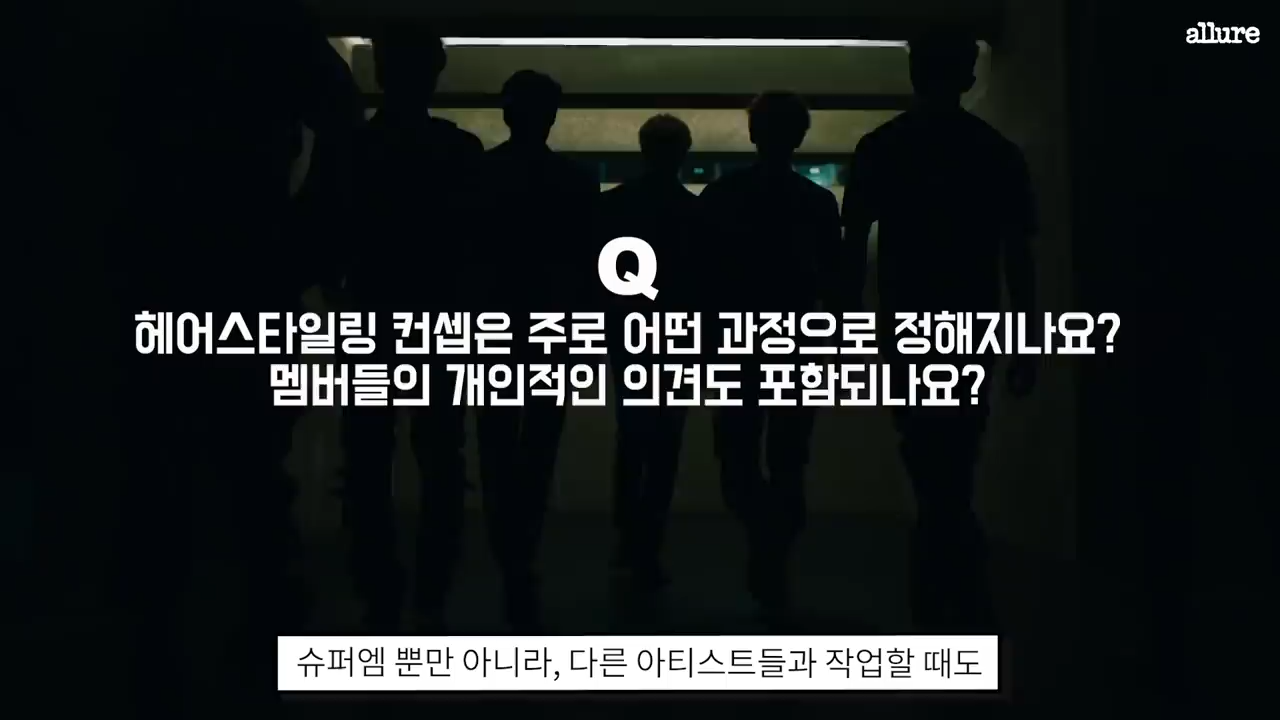 allure
Q
헤어스타일링 컨셉은 주로 어떤 과정으로 정해지나요?
멤버들의 개인적인 의견도 포함되나요?
슈퍼엠 뿐만 아니라, 다른 아티스트들과 작업할 때도